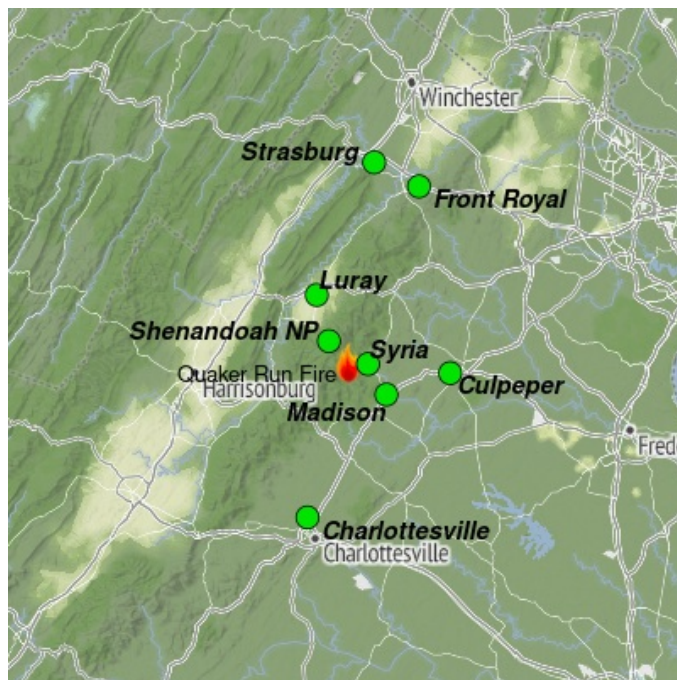 Winchester
Strasburg
Front Royal
Luray
Shenandoah NP
Syria
Quaker Run Fire
Harrisonburg
Culpeper
Madison
Fred
Charlottesville
Charlottesville